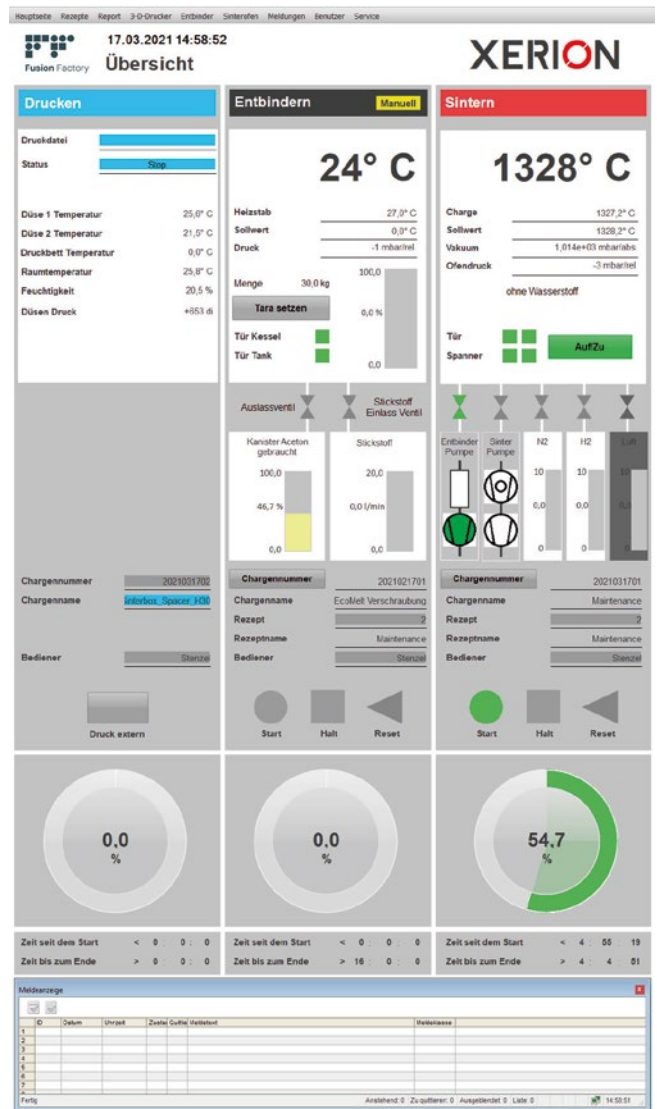 Hauptseite Rezepte Report 3-D-Drucker Entbinder Sinterofen Meldungen Benutzer Service
17.03.2021 14:58:52
Fusion Factory
Übersicht
XERION
Drucken
Druckdatei
Status Stop
Düse 1 Temperatur 25,6° C
Düse 2 Temperatur 21,5° C
Druckbett Temperatur 0,0° C
Raumtemperatur 25,8° C
Feuchtigkeit 20,5 %
Düsen Druck +853 di
Chargennummer 2021031702
Chargenname interbox_Spacer_H30
Bediener Stenzel
Druck extern
0,0
%
Zeit seit dem Start < 0 : 0 : 0
Zeit bis zum Ende > 0 : 0 : 0
Entbindern Manuell
24° C
Heizstab 27,0° C
Sollwert 0,0° C
Druck -1 mbar/rel
Menge 30,0 kg
100,0
Tara setzen
0,0 %
Tür Kessel
Tür Tank
0,0
Auslassventil
Stickstoff
Einlass Ventil
Kanister Aceton
gebraucht
100,0
46,7 %
0,0
Stickstoff
20,0
0,0 l/min
0,0
Chargennummer 2021021701
Chargenname EcoMelt Verschraubung
Rezept 2
Rezeptname Maintenance
Bediener Stenzel
Start Halt Reset
0,0
%
Zeit seit dem Start < 0 : 0 : 0
Zeit bis zum Ende > 16 : 0 : 0
Sintern
1328° C
Charge 1327,2° C
Sollwert 1328,2° C
Vakuum 1,014e+03 mbar/abs
Ofendruck -3 mbar/rel
ohne Wasserstoff
Tür
Spanner
Auf/Zu
Entbinder
Pumpe
Sinter
Pumpe
N2
10
0,0
0
H2
10
0,0
0
Luft
10
0,0
0
Chargennummer 2021031701
Chargenname Maintenance
Rezept 2
Rezeptname Maintenance
Bediener Stenzel
Start Halt Reset
54,7
%
Zeit seit dem Start < 4 : 55 : 19
Zeit bis zum Ende > 4 : 4 : 51
Meldeanzeige
ID Datum Uhrzeit Meldetext Meldeklasse
1
2
3
4
5
6
7
Fertig
Anstehend: 0 Zu quittieren: 0 Ausgeblendet: 0 Liste: 0 14:58:51